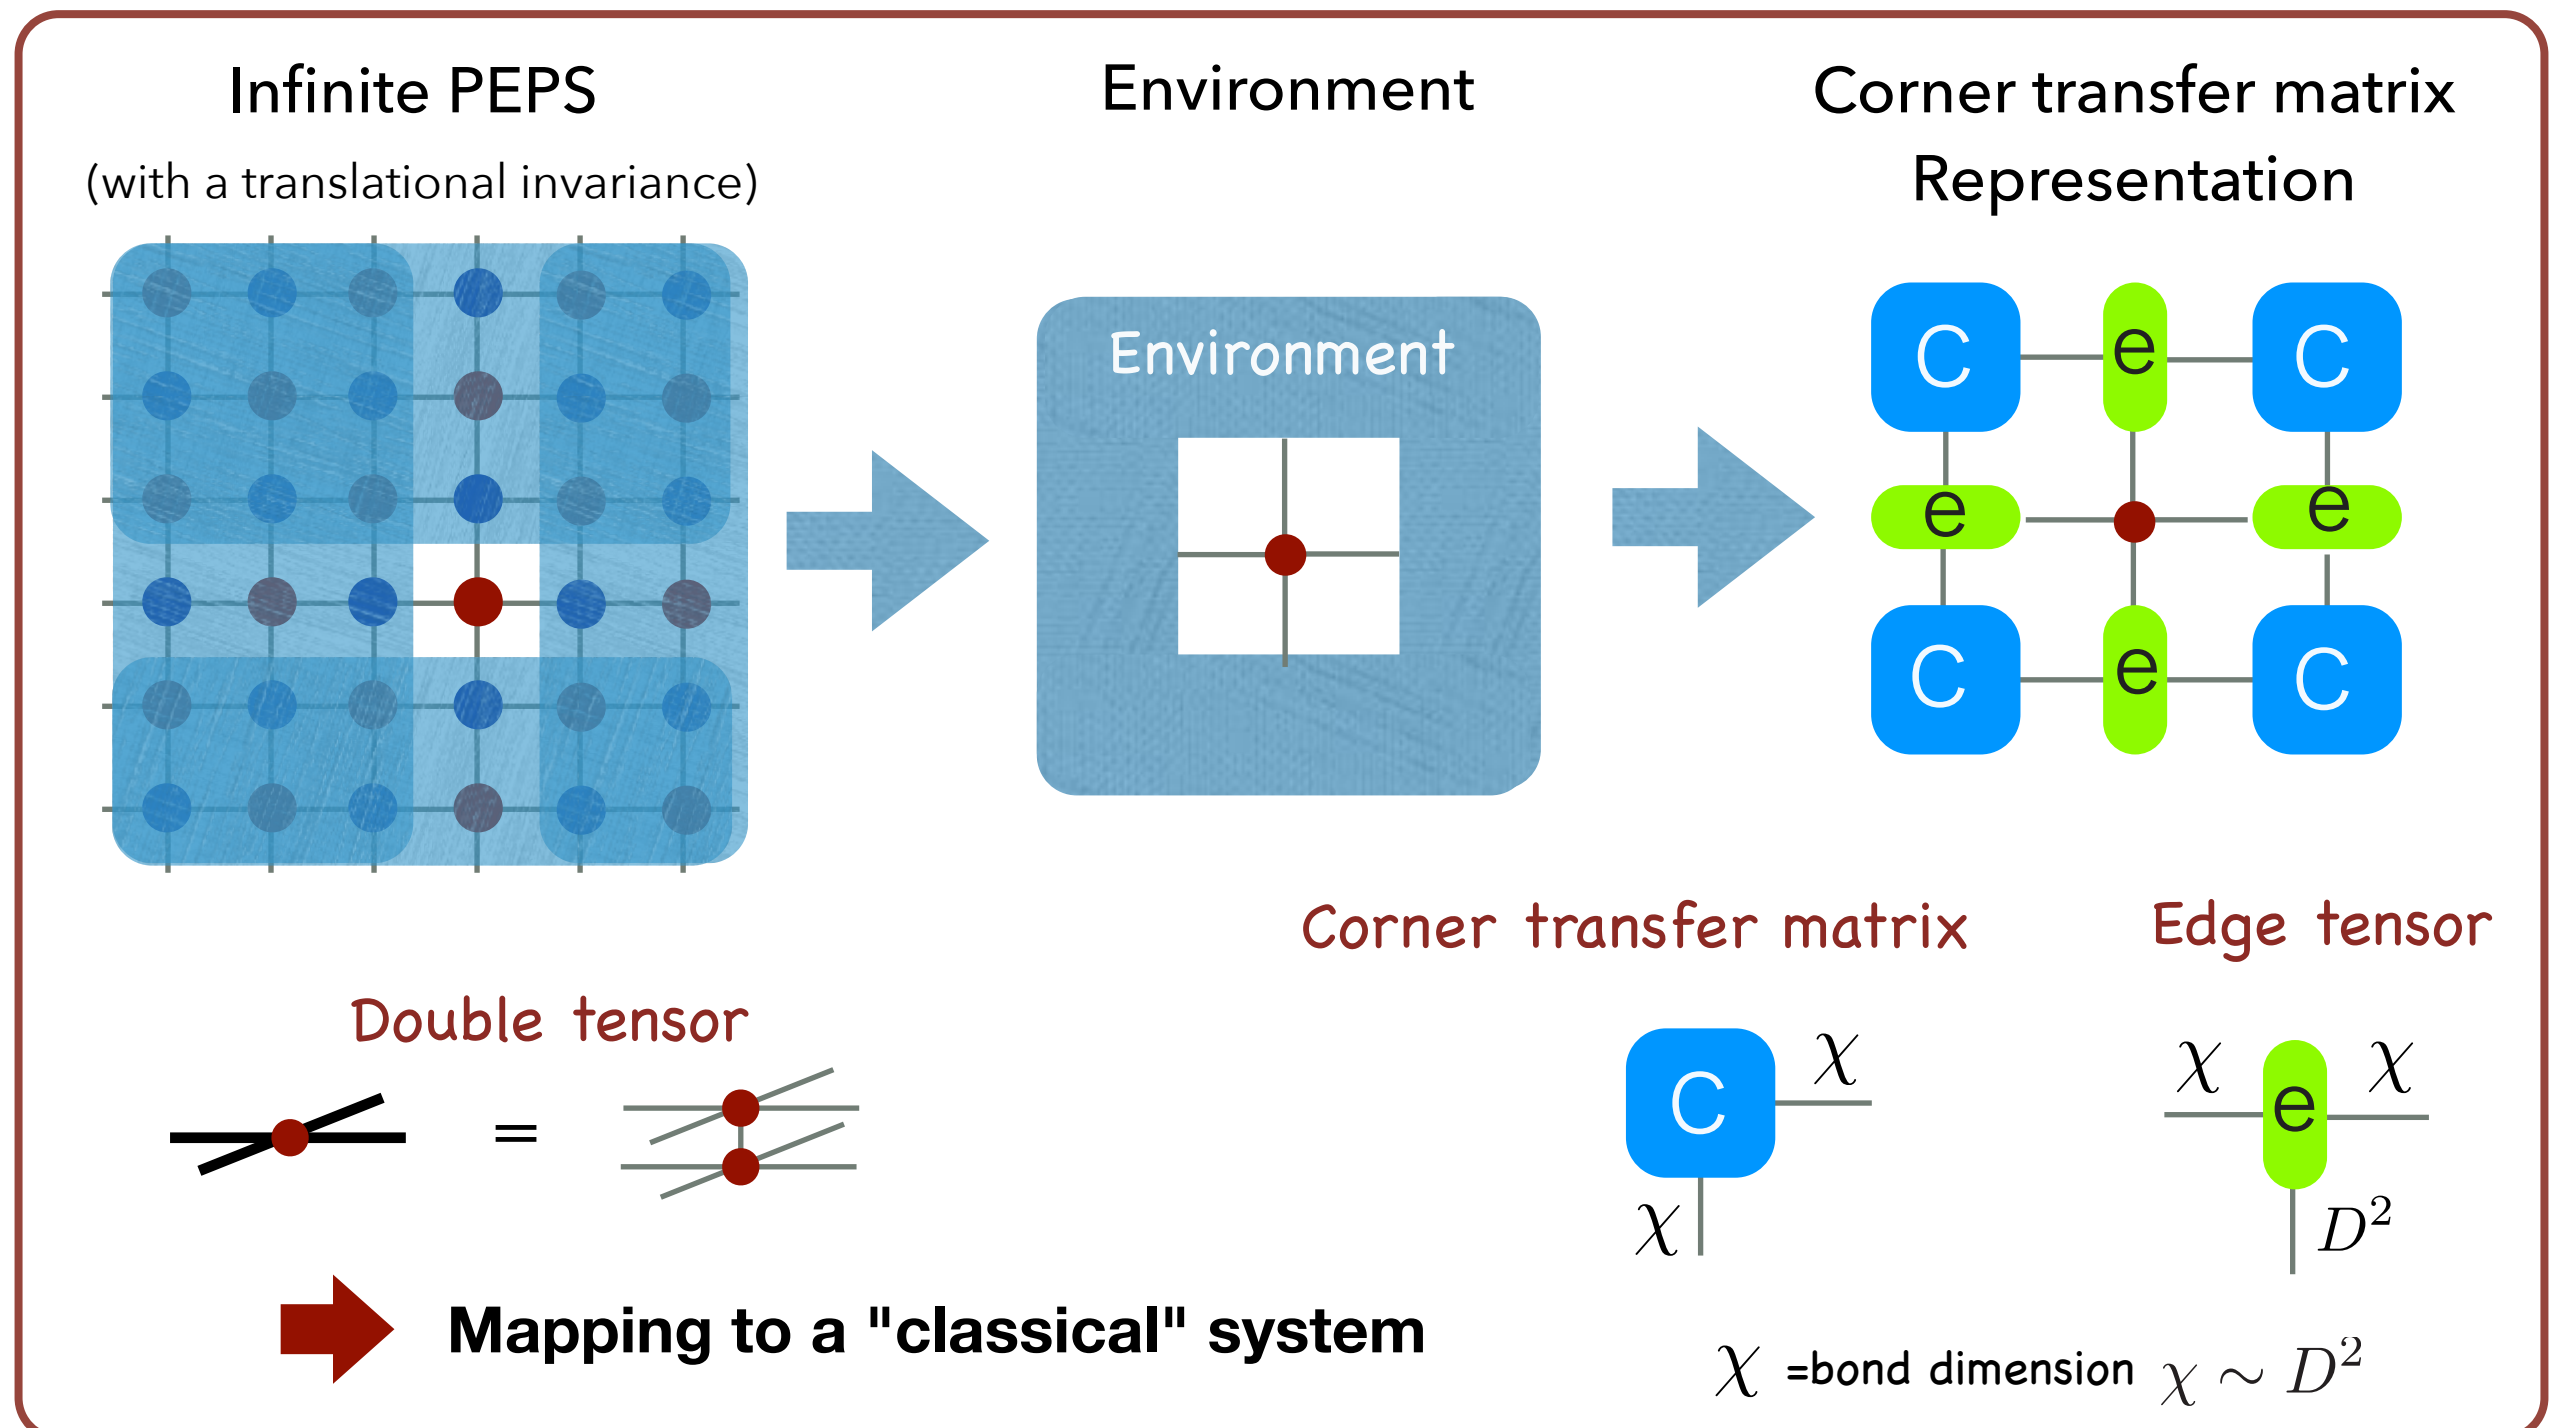 Infinite PEPS
(with a translational invariance)
Environment
Corner transfer matrix
Representation
Environment
C e C
e e
C e C
Corner transfer matrix
Edge tensor
Double tensor
=
C χ
χ
χ e χ
D²
Mapping to a "classical" system
χ =bond dimension χ ∼ D²